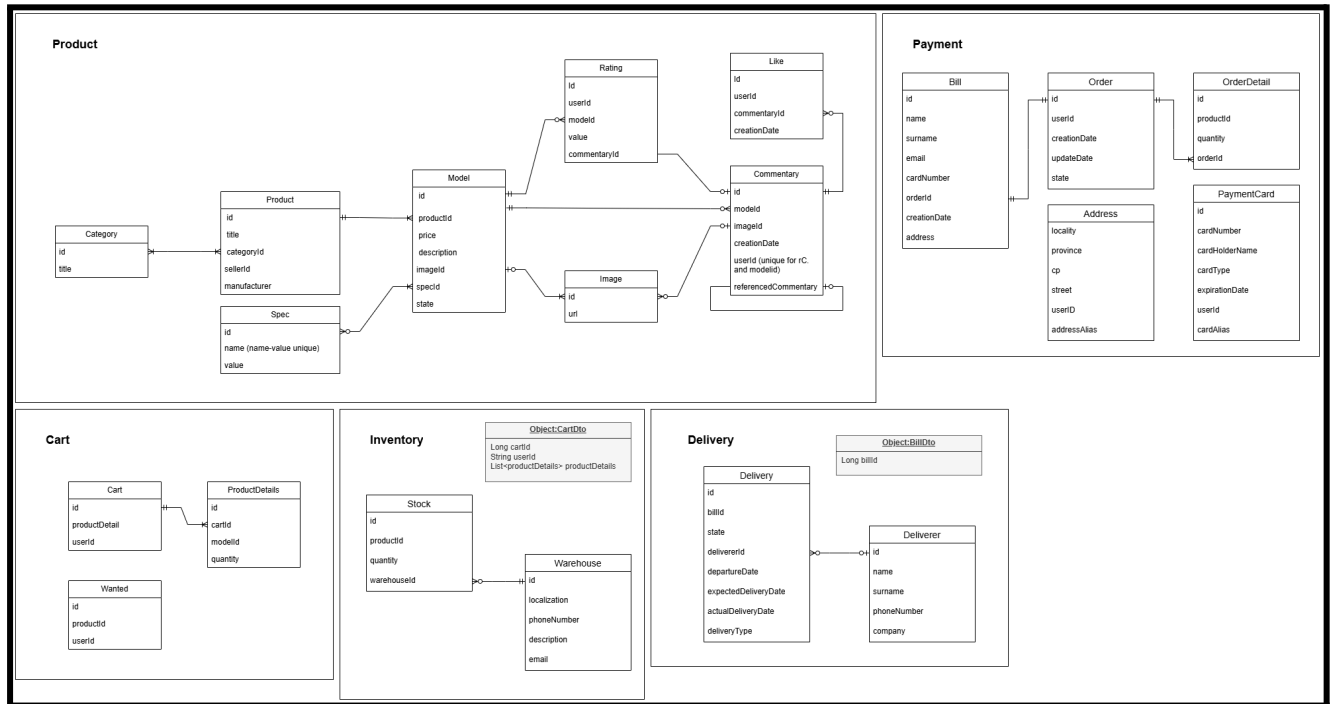 Product
Category
id
title
Product
id
title
categoryId
sellerId
manufacturer
Spec
id
name (name-value unique)
value
Model
id
productId
price
description
imageId
specId
state
Rating
Id
userId
modeId
value
commentaryId
Image
id
url
Like
Id
userId
commentaryId
creationDate
Commentary
id
modeId
imageId
creationDate
userId (unique for rC.
and modelid)
referencedCommentary
Payment
Bill
id
name
surname
email
cardNumber
orderId
creationDate
address
Order
id
userId
creationDate
updateDate
state
OrderDetail
id
productId
quantity
orderId
Address
locality
province
cp
street
userID
addressAlias
PaymentCard
id
cardNumber
cardHolderName
cardType
expirationDate
userId
cardAlias
Cart
Cart
id
productDetail
userId
ProductDetails
id
cartId
modelId
quantity
Wanted
id
productId
userId
Inventory
Object:CartDto
Long cartId
String userId
List<productDetails> productDetails
Stock
id
productId
quantity
warehouseId
Warehouse
id
localization
phoneNumber
description
email
Delivery
Object:BillDto
Long billId
Delivery
id
billId
state
delivererId
departureDate
expectedDeliveryDate
actualDeliveryDate
deliveryType
Deliverer
id
name
surname
phoneNumber
company